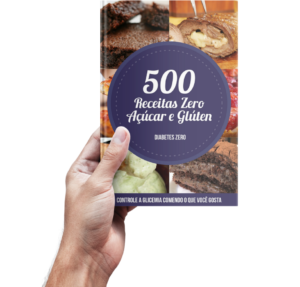 500
Receitas Zero
Açúcar e Glúten
DIABETES ZERO
CONTROLE A GLICEMIA COMENDO O QUE VOCÊ GOSTA